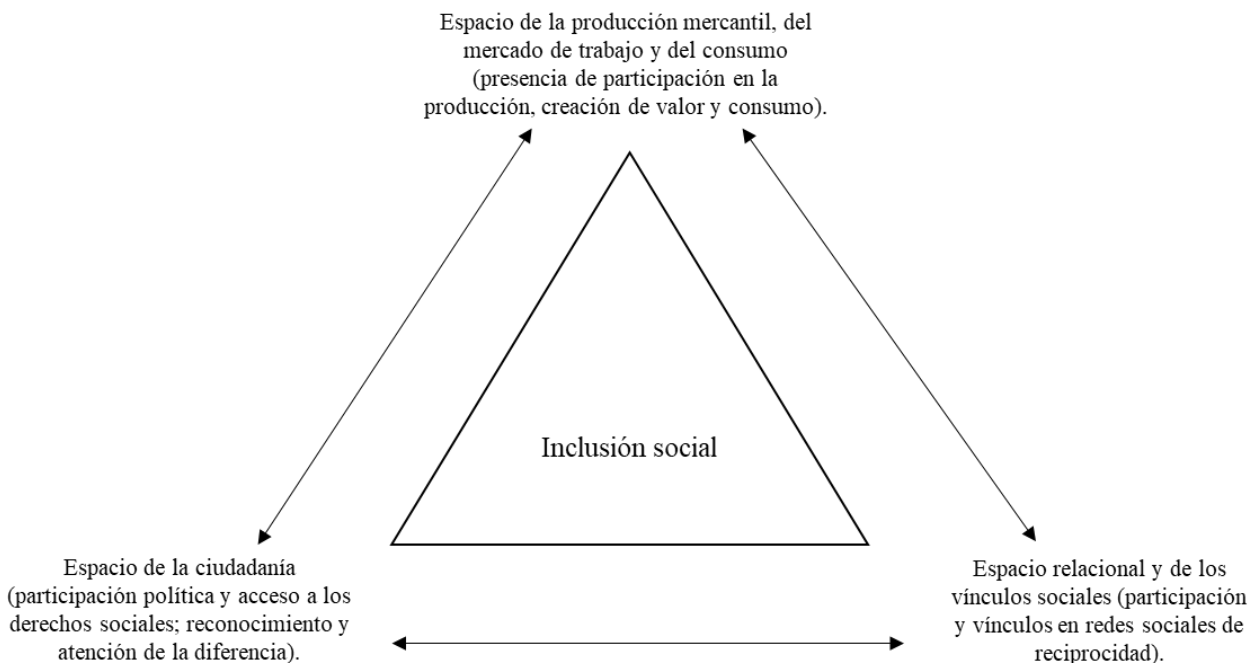 Espacio de la producción mercantil, del
mercado de trabajo y del consumo
(presencia de participación en la
producción, creación de valor y consumo).
Inclusión social
Espacio de la ciudadanía
(participación política y acceso a los
derechos sociales; reconocimiento y
atención de la diferencia).
Espacio relacional y de los
vínculos sociales (participación
y vínculos en redes sociales de
reciprocidad).